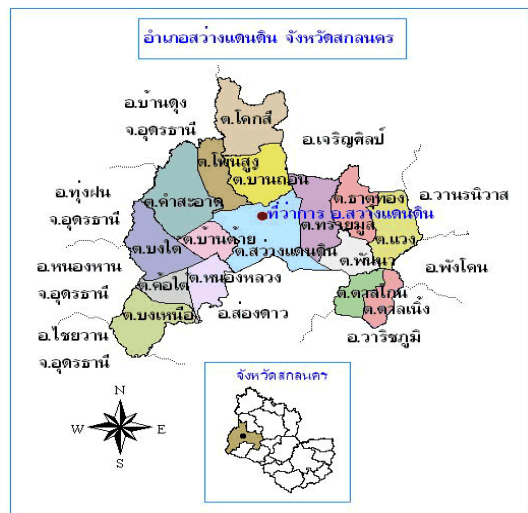 อำเภอสว่างแดนดิน จังหวัดสกลนคร
อ.บ้านดุง
จ.อุดรธานี
ต.โคกสี
อ.เจริญศิลป์
ต.โพนสูง
ต.บานถอน
อ.ทุ่งฝน
จ.อุดรธานี
ต.คำสะอาด
ต.ธาตุทอง
อ.วานรนิวาส
ที่ว่าการ อ.สว่างแดนดิน
ต.ทรายมูล
ต.แวง
ต.บงใต้
ต.บ้านต้าย
ต.สว่างแดนดิน
ต.พันนา
อ.หนองหาน
จ.อุดรธานี
ต.ค้อใต้
ต.หนองหลวง
อ.พังโคน
ต.ตาลโกน
ต.ตาลเนิ้ง
ต.บงเหนือ
อ.ส่องดาว
อ.วาริชภูมิ
อ.ไชยวาน
จ.อุดรธานี
จังหวัดสกลนคร
N
W
E
S